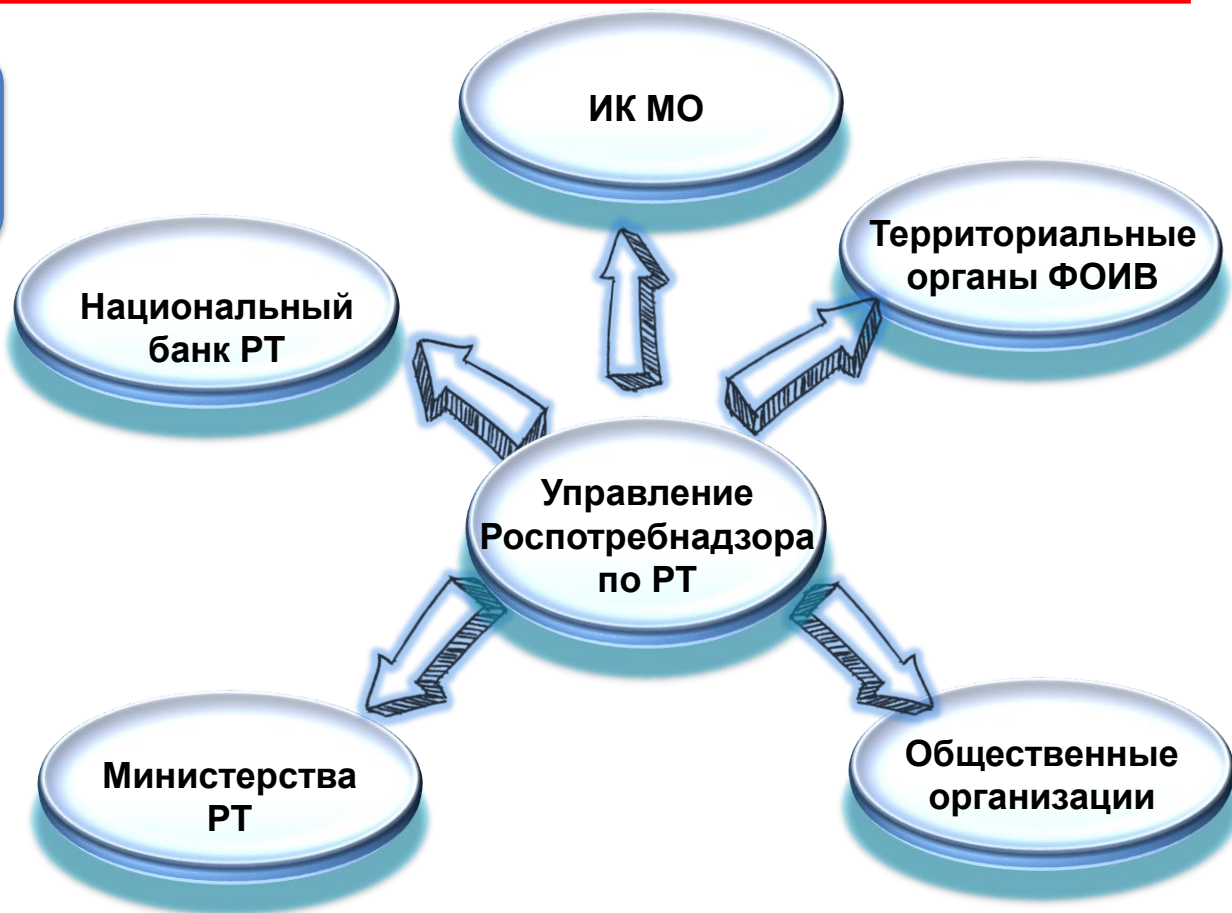 ИК МО
Территориальные
органы ФОИВ
Национальный
банк РТ
Управление
Роспотребнадзора
по РТ
Министерства
РТ
Общественные
организации